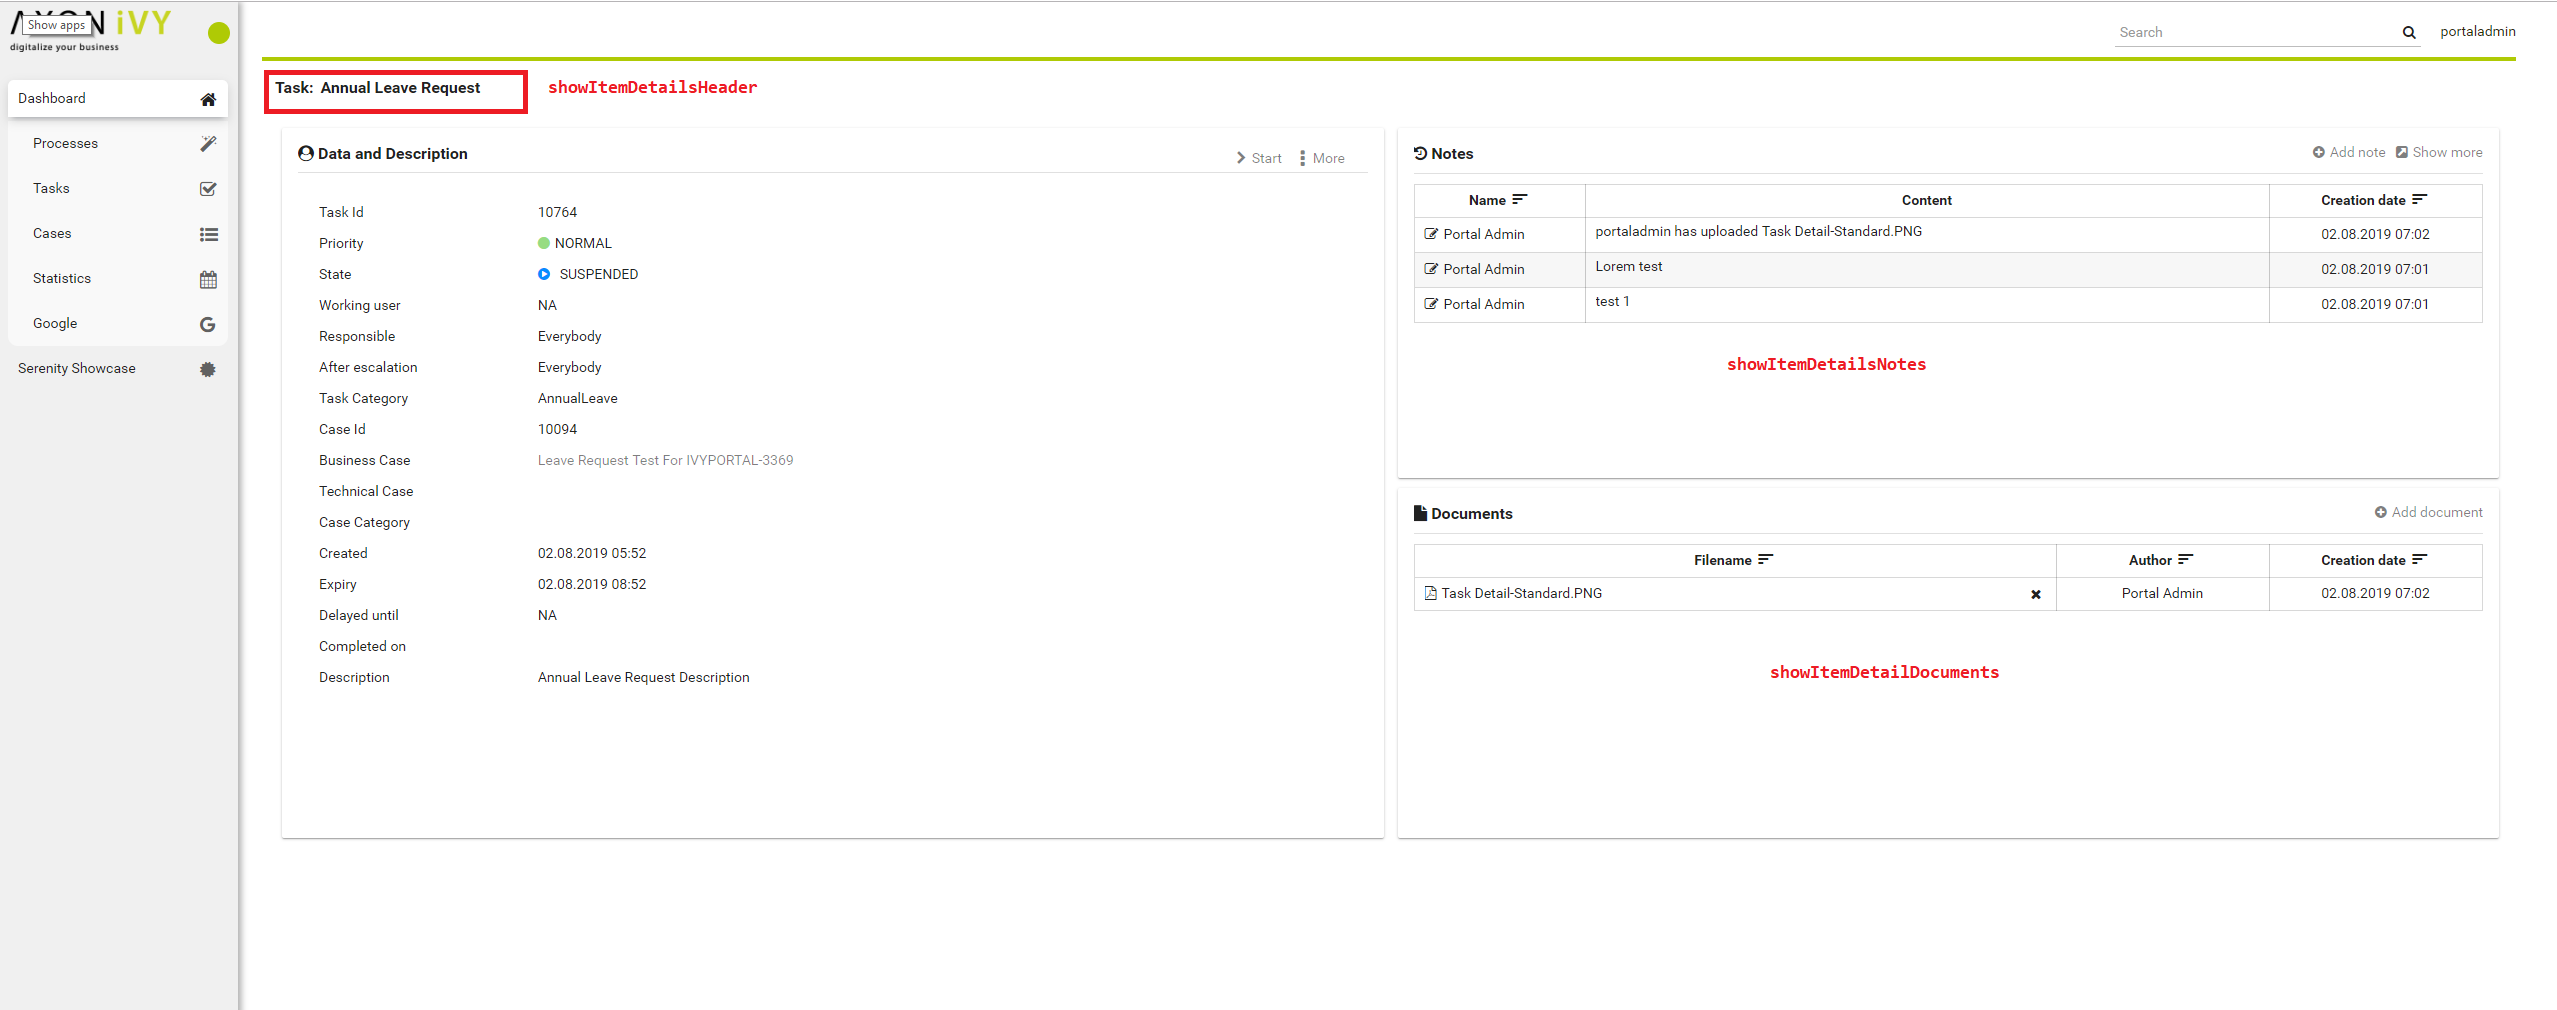 AXON iVY
Show apps
digitalize your business
Search
portaladmin
Dashboard
Processes
Tasks
Cases
Statistics
Google
Serenity Showcase
Task: Annual Leave Request
showItemDetailsHeader
Data and Description
Start More
Task Id 10764
Priority NORMAL
State SUSPENDED
Working user NA
Responsible Everybody
After escalation Everybody
Task Category AnnualLeave
Case Id 10094
Business Case Leave Request Test For IVYPORTAL-3369
Technical Case
Case Category
Created 02.08.2019 05:52
Expiry 02.08.2019 08:52
Delayed until NA
Completed on
Description Annual Leave Request Description
Notes Add note Show more
Name Content Creation date
Portal Admin portaladmin has uploaded Task Detail-Standard.PNG 02.08.2019 07:02
Portal Admin Lorem test 02.08.2019 07:01
Portal Admin test 1 02.08.2019 07:01
showItemDetailsNotes
Documents Add document
Filename Author Creation date
Task Detail-Standard.PNG Portal Admin 02.08.2019 07:02
showItemDetailDocuments